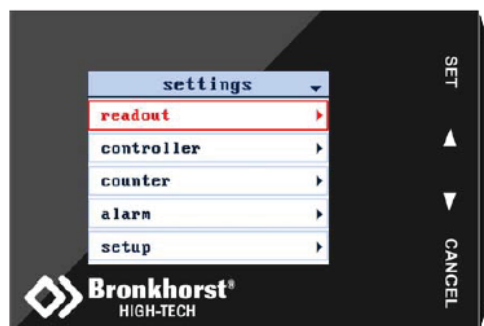 settings
readout
controller
counter
alarm
setup
SET
CANCEL
Bronkhorst®
HIGH-TECH